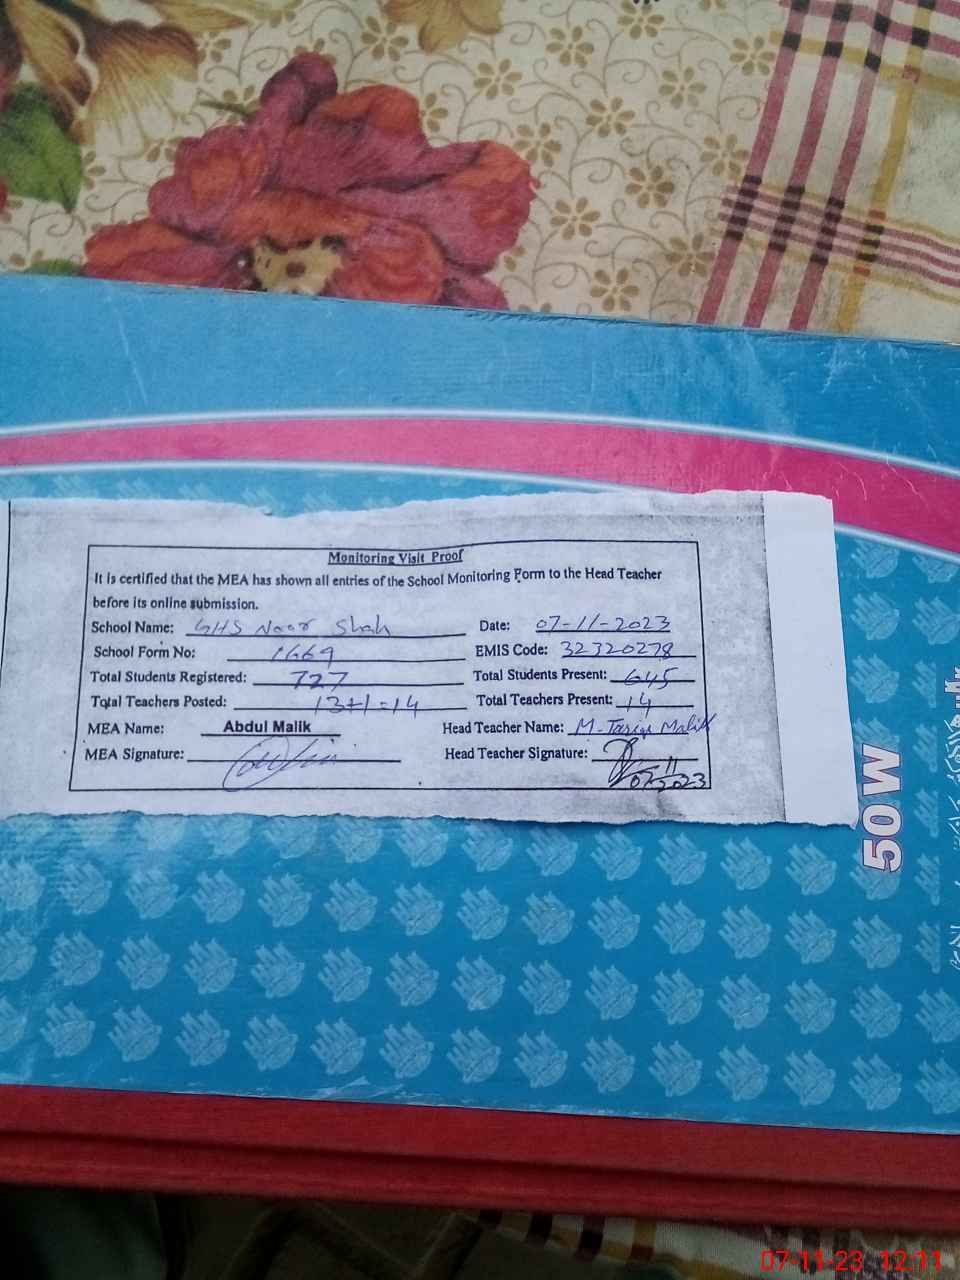 Monitoring Visit Proof
It is certified that the MEA has shown all entries of the School Monitoring Form to the Head Teacher
before its online submission.
School Name: GHS Noor Shah Date: 07-11-2023
School Form No: 1669 EMIS Code: 32320278
Total Students Registered: 727 Total Students Present: 645
Total Teachers Posted: 13+1=14 Total Teachers Present: 14
MEA Name: Abdul Malik Head Teacher Name: M. Tariq Malik
MEA Signature: Head Teacher Signature:
07-11-2023
50 W
07-11-23 12:11